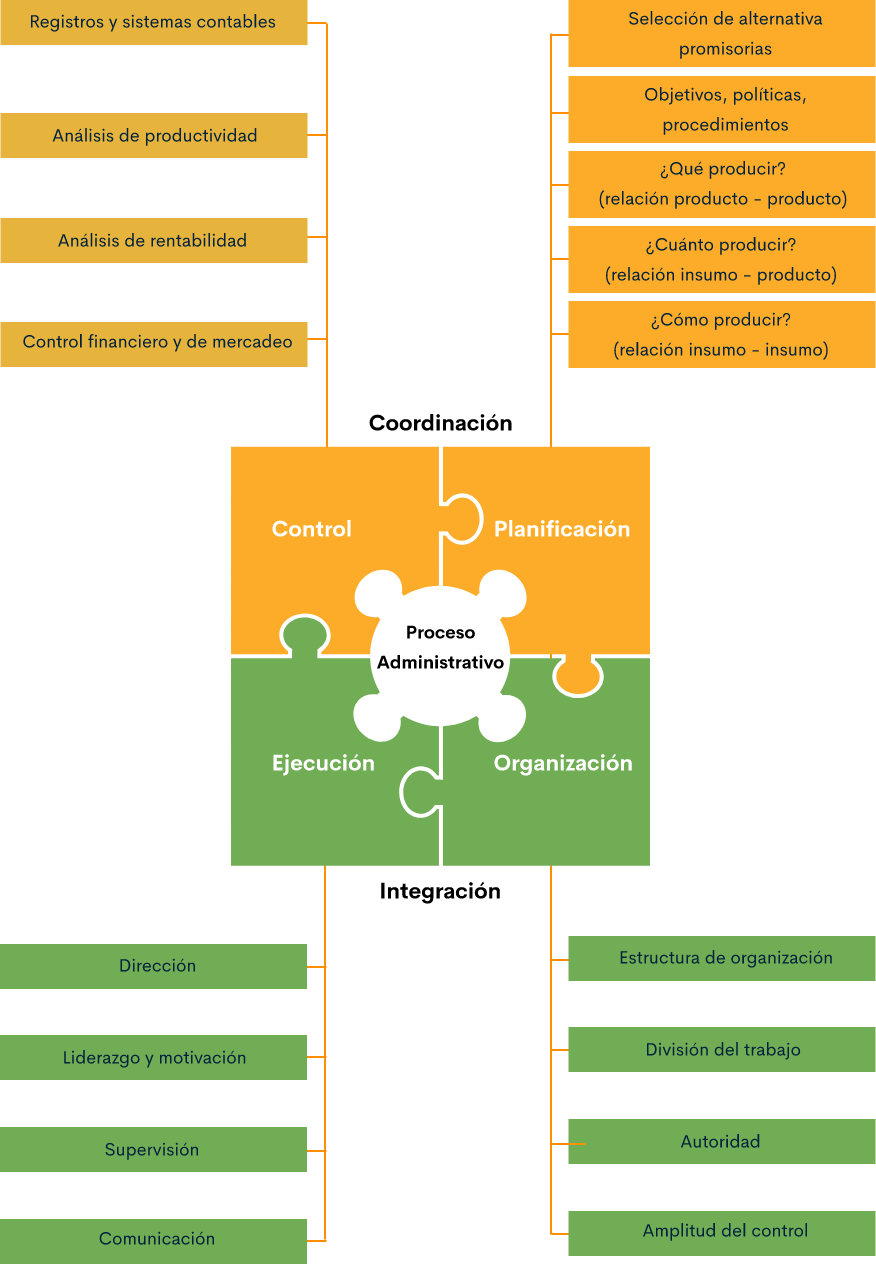 Registros y sistemas contables
Análisis de productividad
Análisis de rentabilidad
Control financiero y de mercadeo
Selección de alternativa
promisorias
Objetivos, políticas,
procedimientos
¿Qué producir?
(relación producto - producto)
¿Cuánto producir?
(relación insumo - producto)
¿Cómo producir?
(relación insumo - insumo)
Coordinación
Control
Planificación
Proceso
Administrativo
Ejecución
Organización
Integración
Dirección
Liderazgo y motivación
Supervisión
Comunicación
Estructura de organización
División del trabajo
Autoridad
Amplitud del control